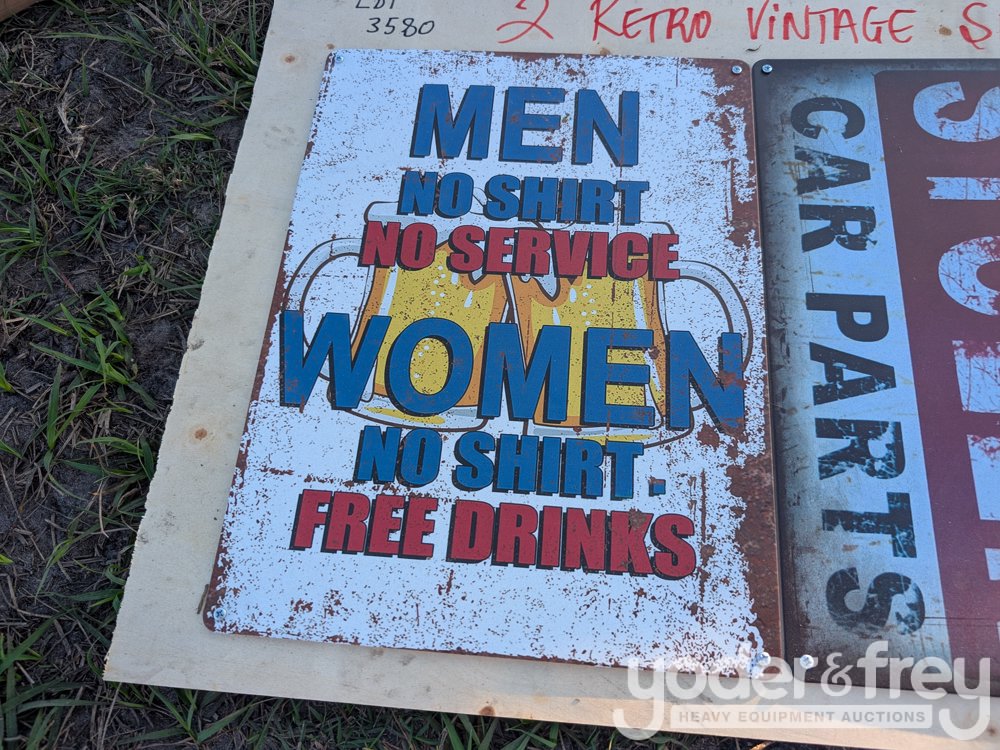 LOT
3580
2 RETRO VINTAGE S
MEN
NO SHIRT
NO SERVICE
WOMEN
NO SHIRT.
FREE DRINKS
CAR PARTS
yoder&frey
HEAVY EQUIPMENT AUCTIONS